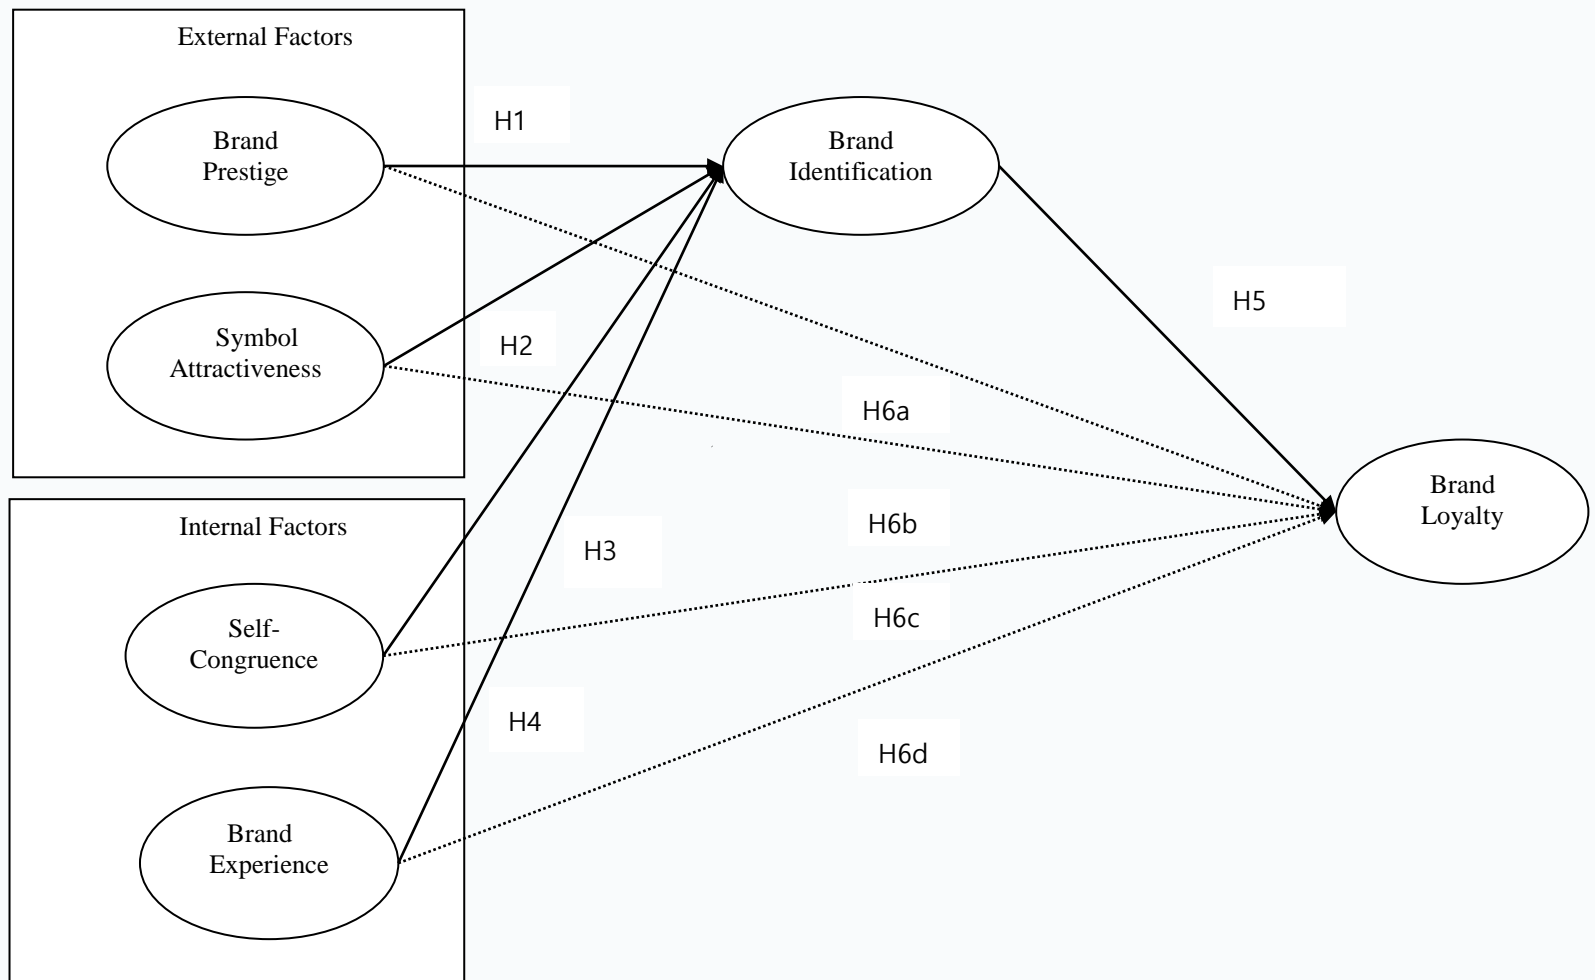 External Factors
H1
Brand
Prestige
Brand
Identification
H5
Symbol
Attractiveness
H2
H6a
Brand
Loyalty
Internal Factors
H6b
H3
Self-
Congruence
H6c
H4
H6d
Brand
Experience